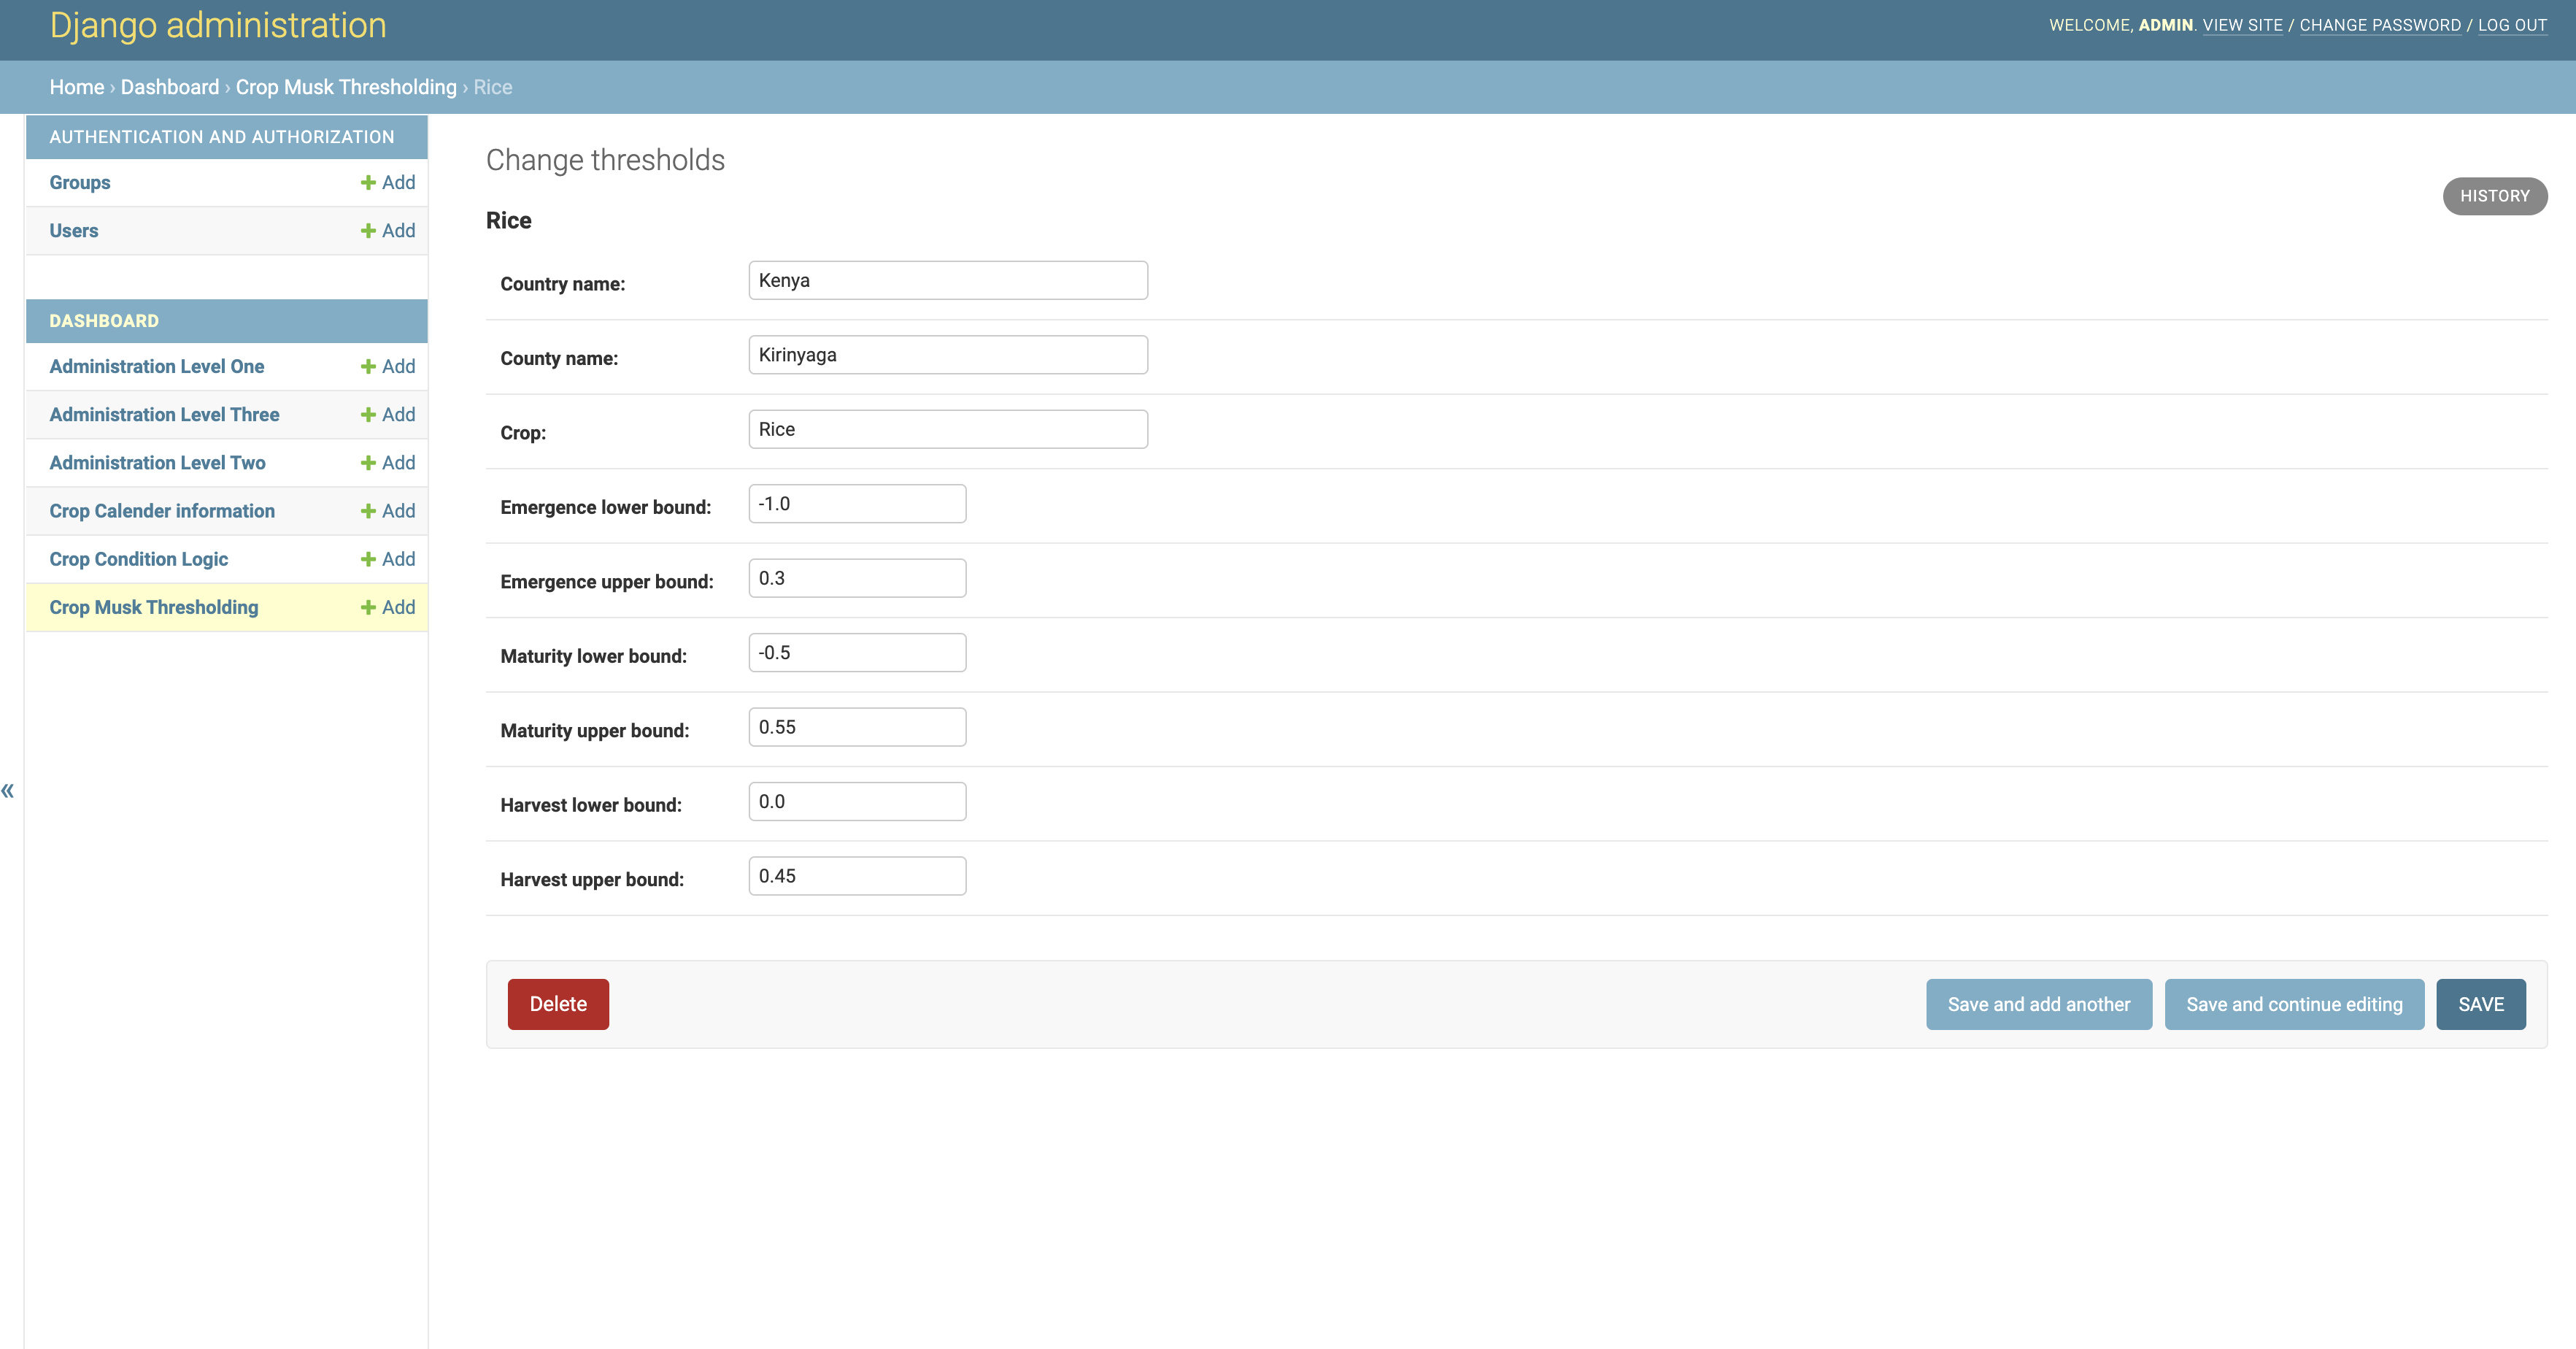 Django administration
WELCOME, ADMIN. VIEW SITE / CHANGE PASSWORD / LOG OUT
Home › Dashboard › Crop Musk Thresholding › Rice
AUTHENTICATION AND AUTHORIZATION
Groups + Add
Users + Add
DASHBOARD
Administration Level One + Add
Administration Level Three + Add
Administration Level Two + Add
Crop Calender information + Add
Crop Condition Logic + Add
Crop Musk Thresholding + Add
«
Change thresholds
HISTORY
Rice
Country name: Kenya
County name: Kirinyaga
Crop: Rice
Emergence lower bound: -1.0
Emergence upper bound: 0.3
Maturity lower bound: -0.5
Maturity upper bound: 0.55
Harvest lower bound: 0.0
Harvest upper bound: 0.45
Delete
Save and add another
Save and continue editing
SAVE